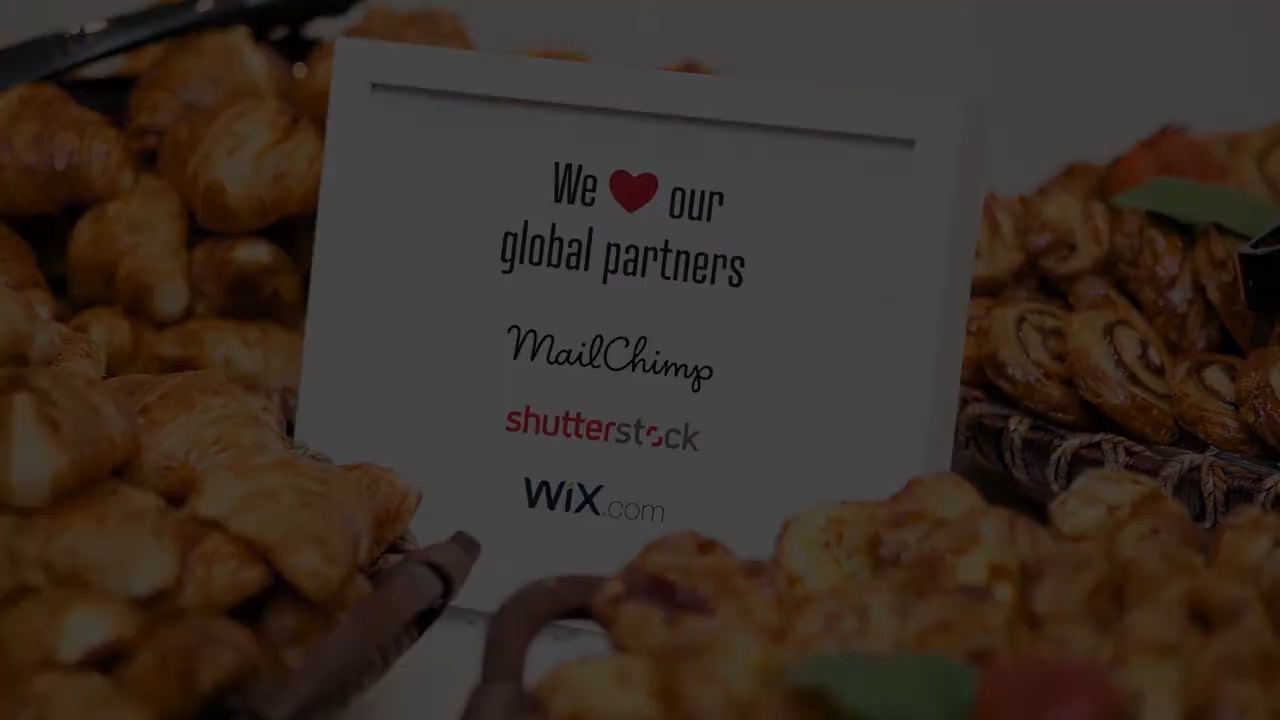 We ❤ our
global partners
MailChimp
shutterstock
WiX.com